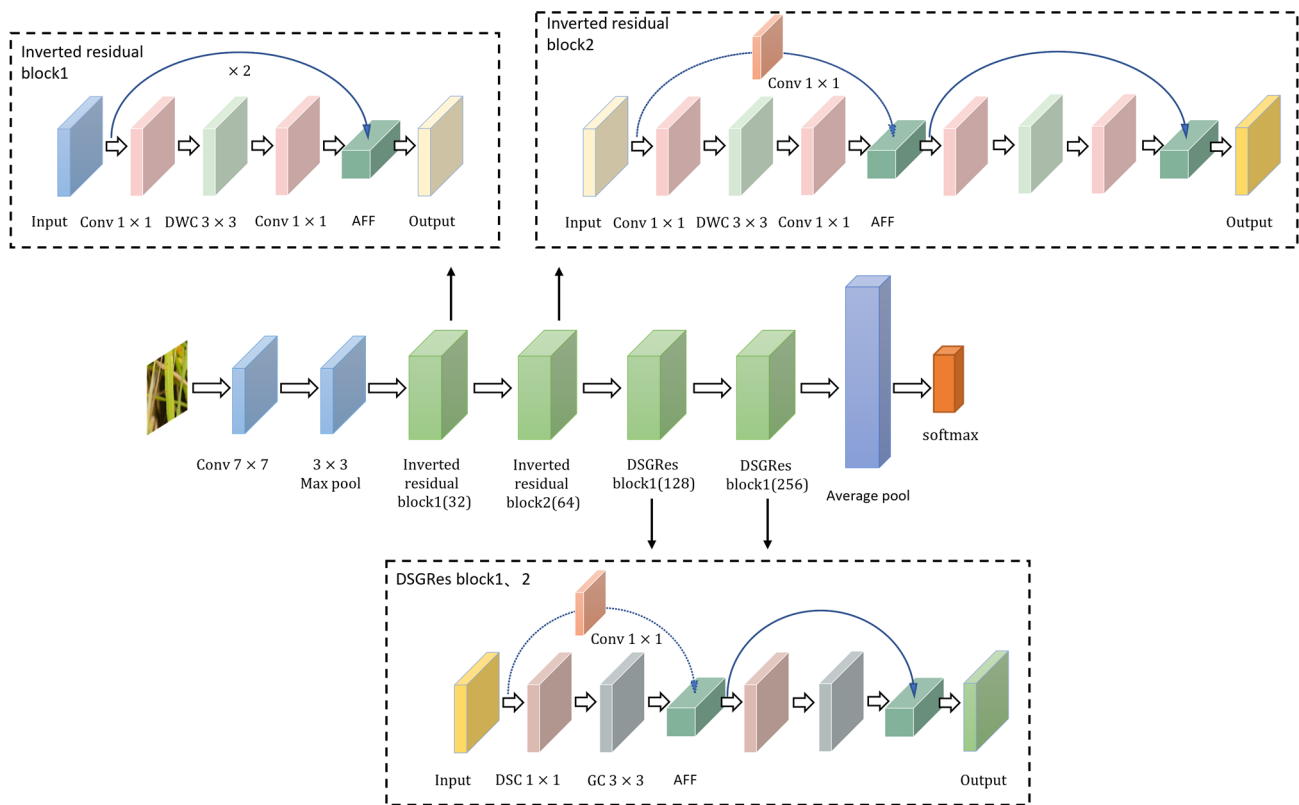 Inverted residual
block1
× 2
Input
Conv 1 × 1
DWC 3 × 3
Conv 1 × 1
AFF
Output
Inverted residual
block2
Conv 1 × 1
Input
Conv 1 × 1
DWC 3 × 3
Conv 1 × 1
AFF
Output
Conv 7 × 7
3 × 3
Max pool
Inverted
residual
block1(32)
Inverted
residual
block2(64)
DSGRes
block1(128)
DSGRes
block1(256)
Average pool
softmax
DSGRes block1、2
Conv 1 × 1
Input
DSC 1 × 1
GC 3 × 3
AFF
Output